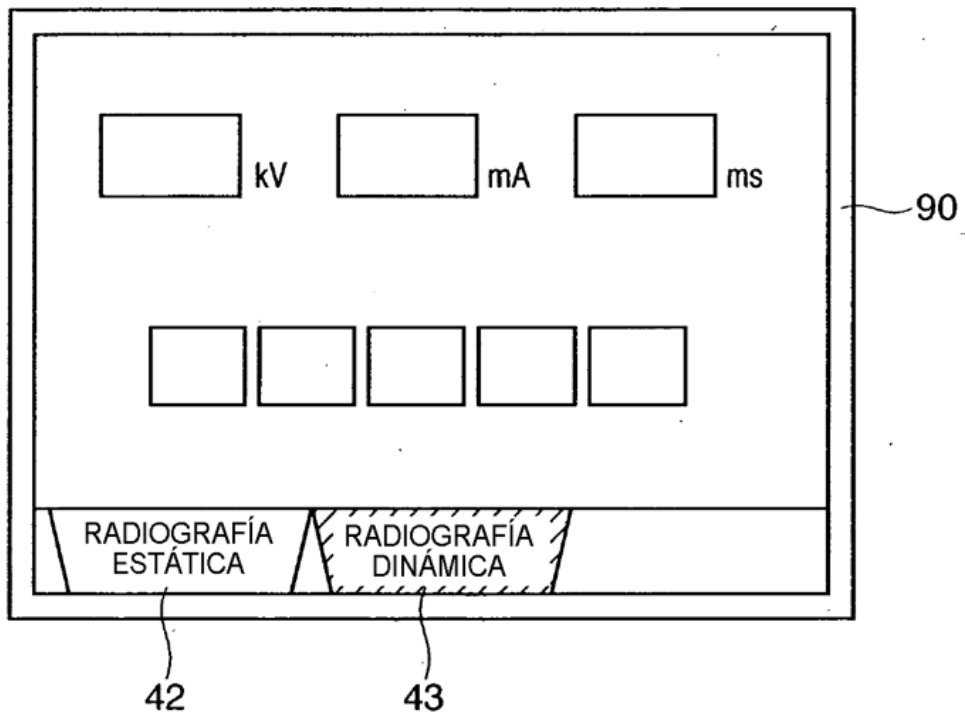 kV mA ms
90
RADIOGRAFÍA
ESTÁTICA
RADIOGRAFÍA
DINÁMICA
42 43